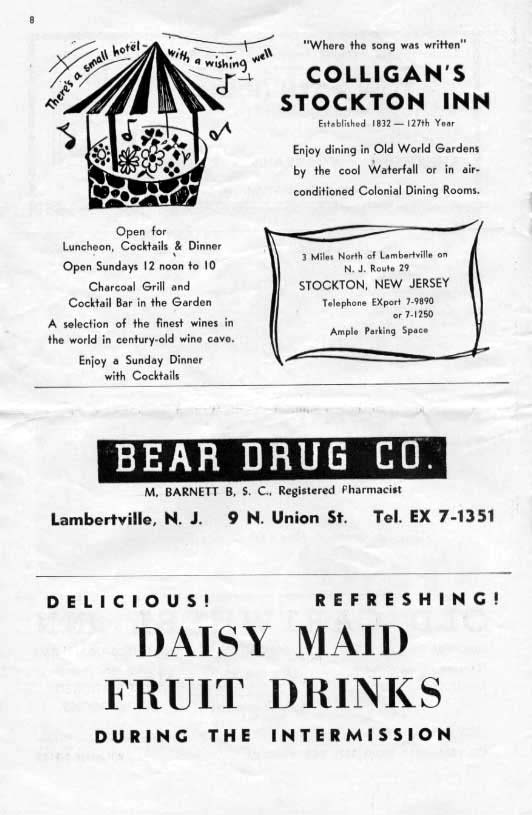 8
There's a small hotel - with a wishing well
"Where the song was written"
COLLIGAN'S
STOCKTON INN
Established 1832 — 127th Year
Enjoy dining in Old World Gardens
by the cool Waterfall or in air-
conditioned Colonial Dining Rooms.
Open for
Luncheon, Cocktails & Dinner
Open Sundays 12 noon to 10
Charcoal Grill and
Cocktail Bar in the Garden
A selection of the finest wines in
the world in century-old wine cave.
Enjoy a Sunday Dinner
with Cocktails
3 Miles North of Lambertville on
N. J. Route 29
STOCKTON, NEW JERSEY
Telephone EXport 7-9890
or 7-1250
Ample Parking Space
BEAR DRUG CO.
M. BARNETT B, S. C., Registered Pharmacist
Lambertville, N. J. 9 N. Union St. Tel. EX 7-1351
DELICIOUS! REFRESHING!
DAISY MAID
FRUIT DRINKS
DURING THE INTERMISSION